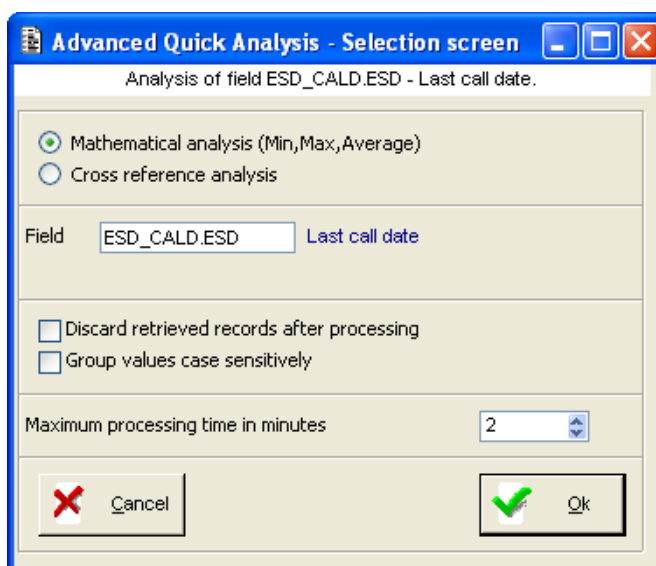 Advanced Quick Analysis - Selection screen
Analysis of field ESD_CALD.ESD - Last call date.
Mathematical analysis (Min,Max,Average)
Cross reference analysis
Field ESD_CALD.ESD Last call date
Discard retrieved records after processing
Group values case sensitively
Maximum processing time in minutes 2
Cancel Ok